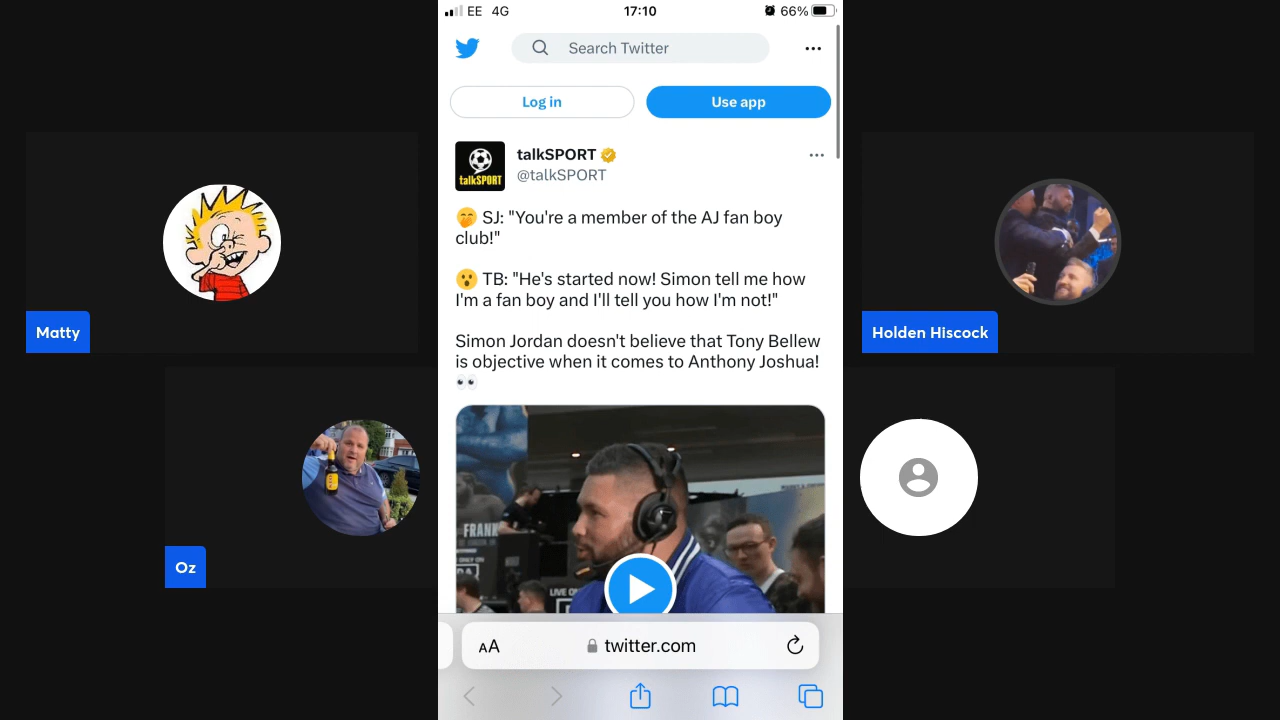 EE 4G 17:10 66%
Search Twitter
Log in Use app
talkSPORT
talkSPORT
@talkSPORT
🤭 SJ: "You're a member of the AJ fan boy
club!"
😮 TB: "He's started now! Simon tell me how
I'm a fan boy and I'll tell you how I'm not!"
Simon Jordan doesn't believe that Tony Bellew
is objective when it comes to Anthony Joshua!
👀
FRANK
LIVE ON
AA twitter.com
Matty
Holden Hiscock
Oz